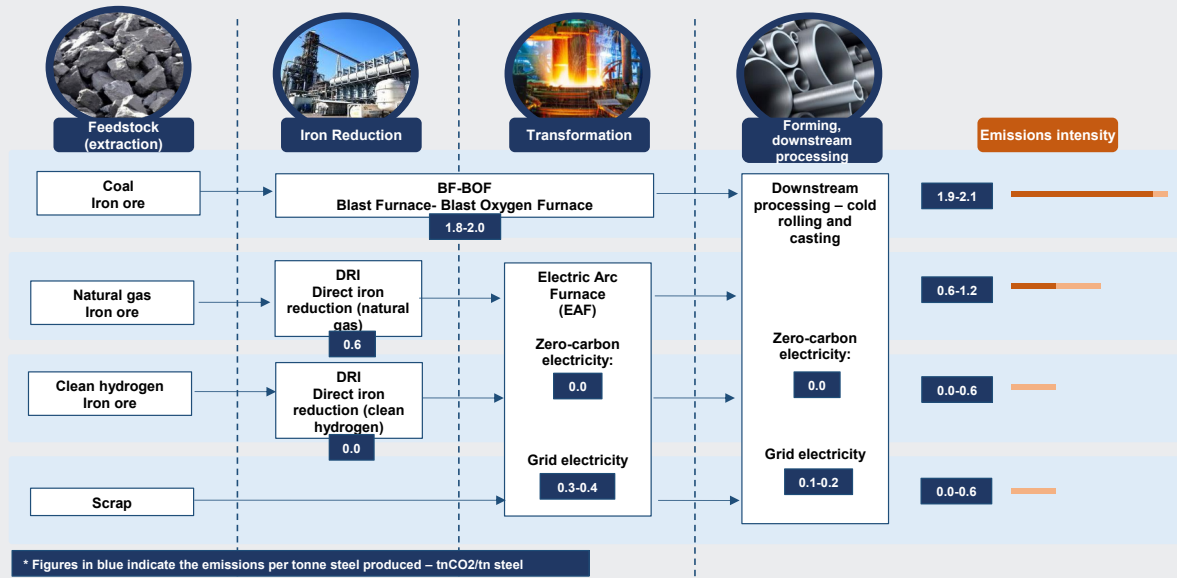 Feedstock
(extraction)
Iron Reduction
Transformation
Forming,
downstream
processing
Emissions intensity
Coal
Iron ore
BF-BOF
Blast Furnace- Blast Oxygen Furnace
1.8-2.0
Downstream
processing – cold
rolling and
casting
1.9-2.1
Natural gas
Iron ore
DRI
Direct iron
reduction (natural
gas)
0.6
Electric Arc
Furnace
(EAF)
0.6-1.2
Zero-carbon
electricity:
0.0
Zero-carbon
electricity:
0.0
Clean hydrogen
Iron ore
DRI
Direct iron
reduction (clean
hydrogen)
0.0
0.0-0.6
Grid electricity
0.3-0.4
Grid electricity
0.1-0.2
Scrap
0.0-0.6
* Figures in blue indicate the emissions per tonne steel produced – tnCO2/tn steel